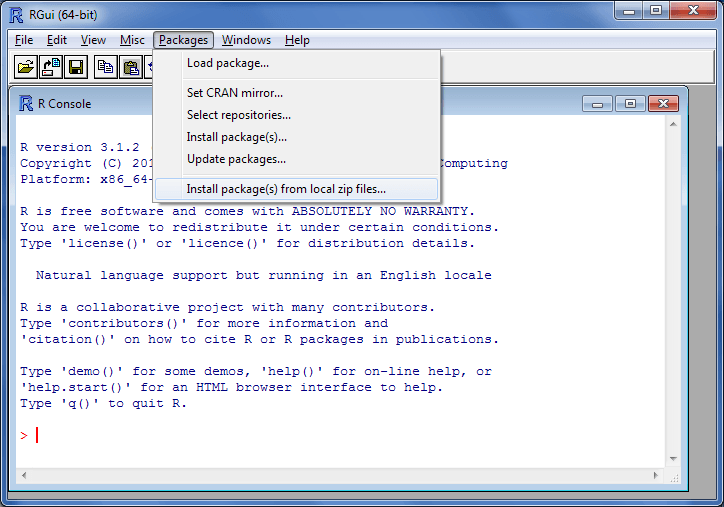 RGui (64-bit)
File Edit View Misc Packages Windows Help
Load package...
Set CRAN mirror...
Select repositories...
Install package(s)...
Update packages...
Install package(s) from local zip files...
R Console
R version 3.1.2
Copyright (C) Computing
Platform:
R is free software and comes with ABSOLUTELY NO WARRANTY.
You are welcome to redistribute it under certain conditions.
Type 'license()' or 'licence()' for distribution details.
Natural language support but running in an English locale
R is a collaborative project with many contributors.
Type 'contributors()' for more information and
'citation()' on how to cite R or R packages in publications.
Type 'demo()' for some demos, 'help()' for on-line help, or
'help.start()' for an HTML browser interface to help.
Type 'q()' to quit R.
>